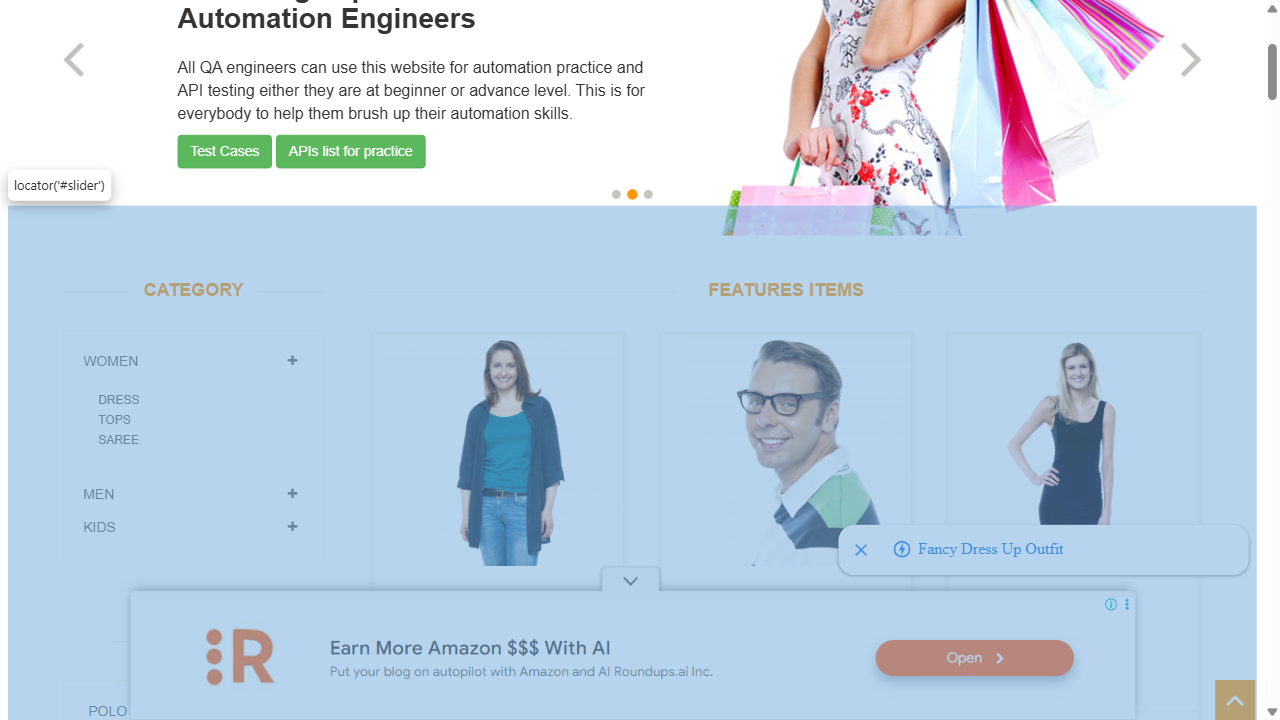 Automation Engineers
All QA engineers can use this website for automation practice and
API testing either they are at beginner or advance level. This is for
everybody to help them brush up their automation skills.
Test Cases
APIs list for practice
locator('#slider')
CATEGORY
FEATURES ITEMS
WOMEN
DRESS
TOPS
SAREE
MEN
KIDS
Fancy Dress Up Outfit
R
Earn More Amazon $$$ With AI
Put your blog on autopilot with Amazon and AI Roundups.ai Inc.
Open
POLO